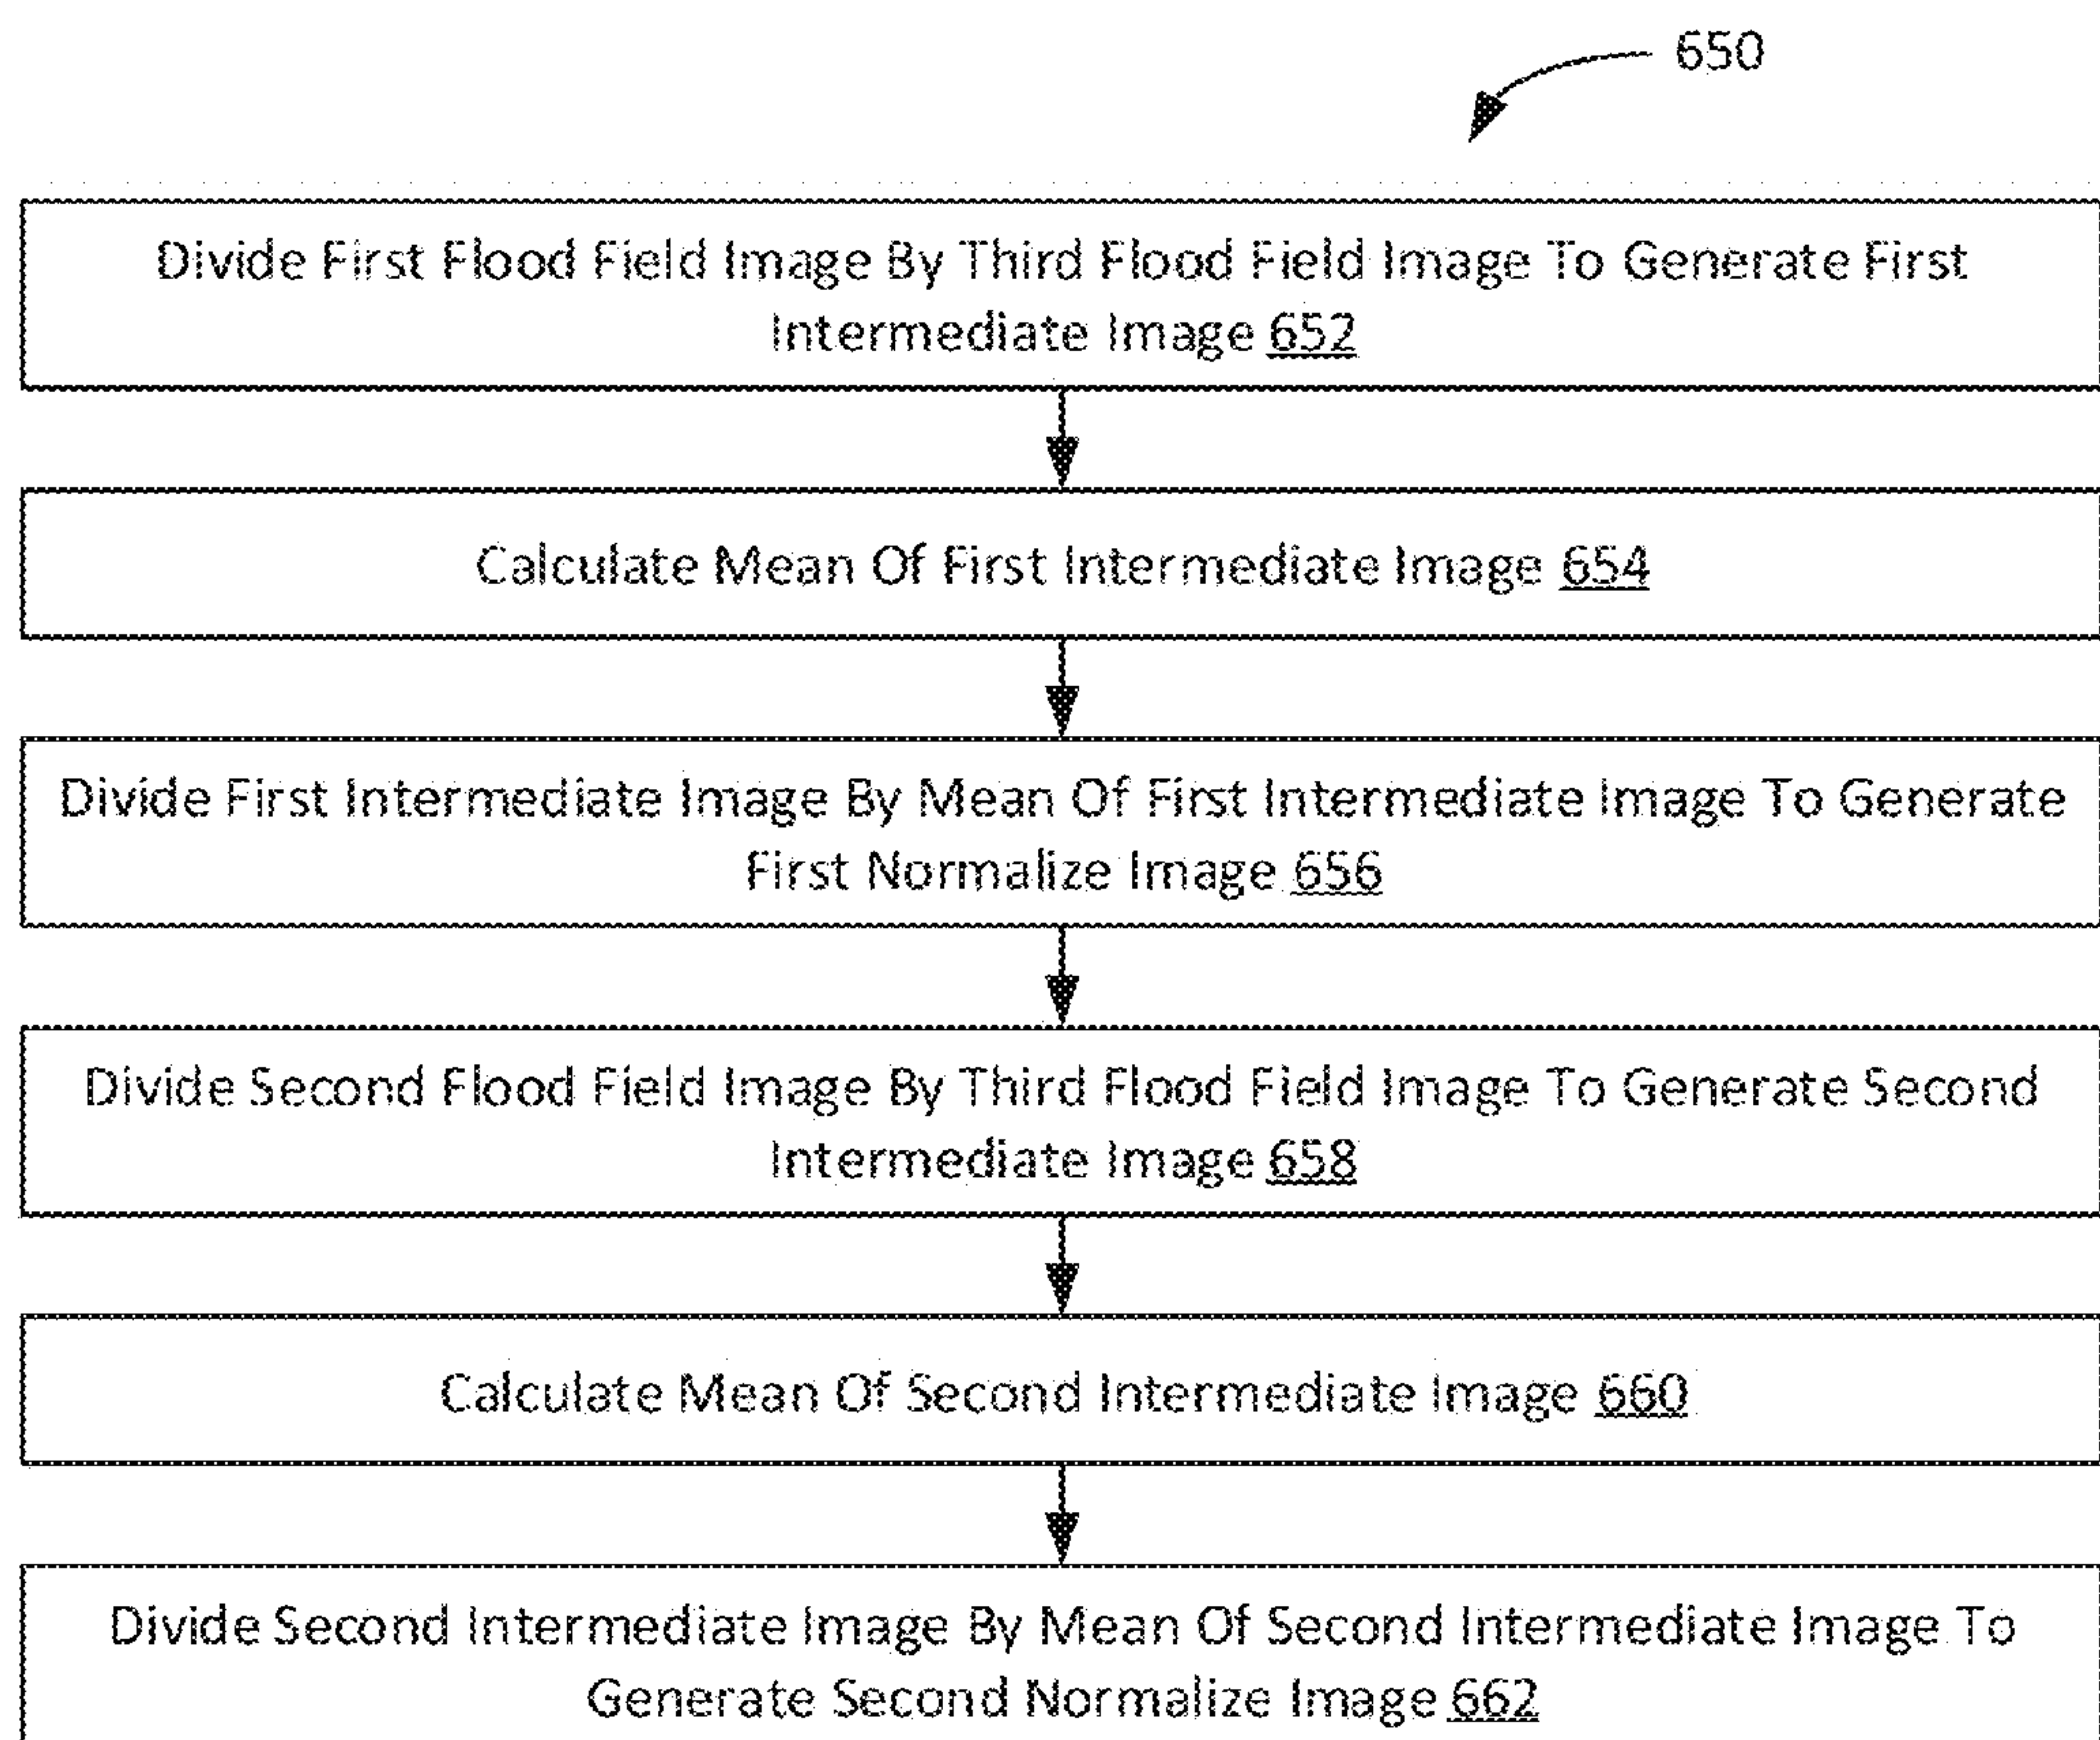 650
Divide First Flood Field Image By Third Flood Field Image To Generate First
Intermediate Image 652
Calculate Mean Of First Intermediate Image 654
Divide First Intermediate Image By Mean Of First Intermediate Image To Generate
First Normalize Image 656
Divide Second Flood Field Image By Third Flood Field Image To Generate Second
Intermediate Image 658
Calculate Mean Of Second Intermediate Image 660
Divide Second Intermediate Image By Mean Of Second Intermediate Image To
Generate Second Normalize Image 662